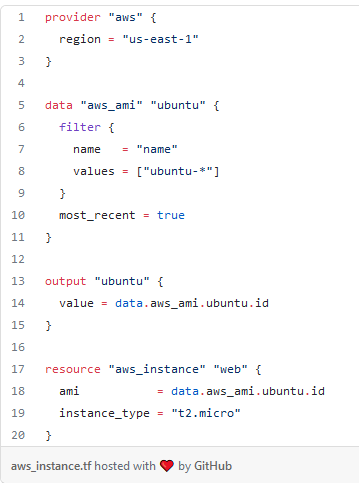 1 provider "aws" {
2   region = "us-east-1"
3 }
4
5 data "aws_ami" "ubuntu" {
6   filter {
7     name   = "name"
8     values = ["ubuntu-*"]
9   }
10   most_recent = true
11 }
12
13 output "ubuntu" {
14   value = data.aws_ami.ubuntu.id
15 }
16
17 resource "aws_instance" "web" {
18   ami           = data.aws_ami.ubuntu.id
19   instance_type = "t2.micro"
20 }
aws_instance.tf hosted with ❤ by GitHub